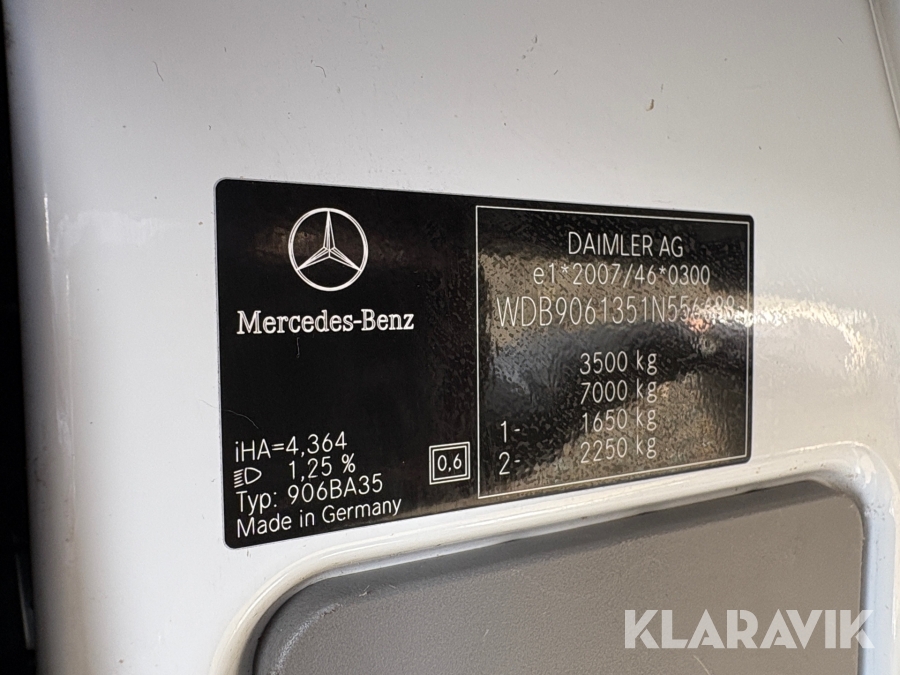 Mercedes-Benz
iHA=4,364
1,25 %
Typ: 906BA35
Made in Germany
0,6
DAIMLER AG
e1*2007/46*0300
3500 kg
7000 kg
1- 1650 kg
2- 2250 kg
KLARAVIK